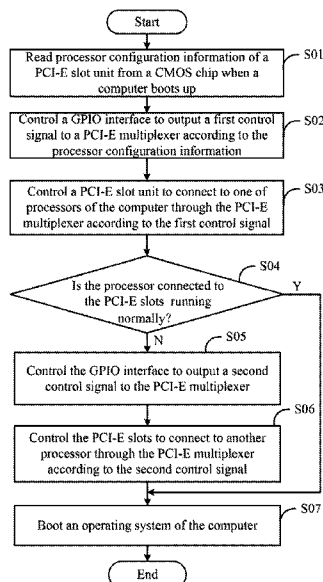 Start
S01
Read processor configuration information of a
PCI-E slot unit from a CMOS chip when a
computer boots up
S02
Control a GPIO interface to output a first control
signal to a PCI-E multiplexer according to the
processor configuration information
S03
Control a PCI-E slot unit to connect to one of
processors of the computer through the PCI-E
multiplexer according to the first control signal
S04
Is the processor connected to
the PCI-E slots running
normally?
Y
N
S05
Control the GPIO interface to output a second
control signal to the PCI-E multiplexer
S06
Control the PCI-E slots to connect to another
processor through the PCI-E multiplexer
according to the second control signal
S07
Boot an operating system of the computer
End